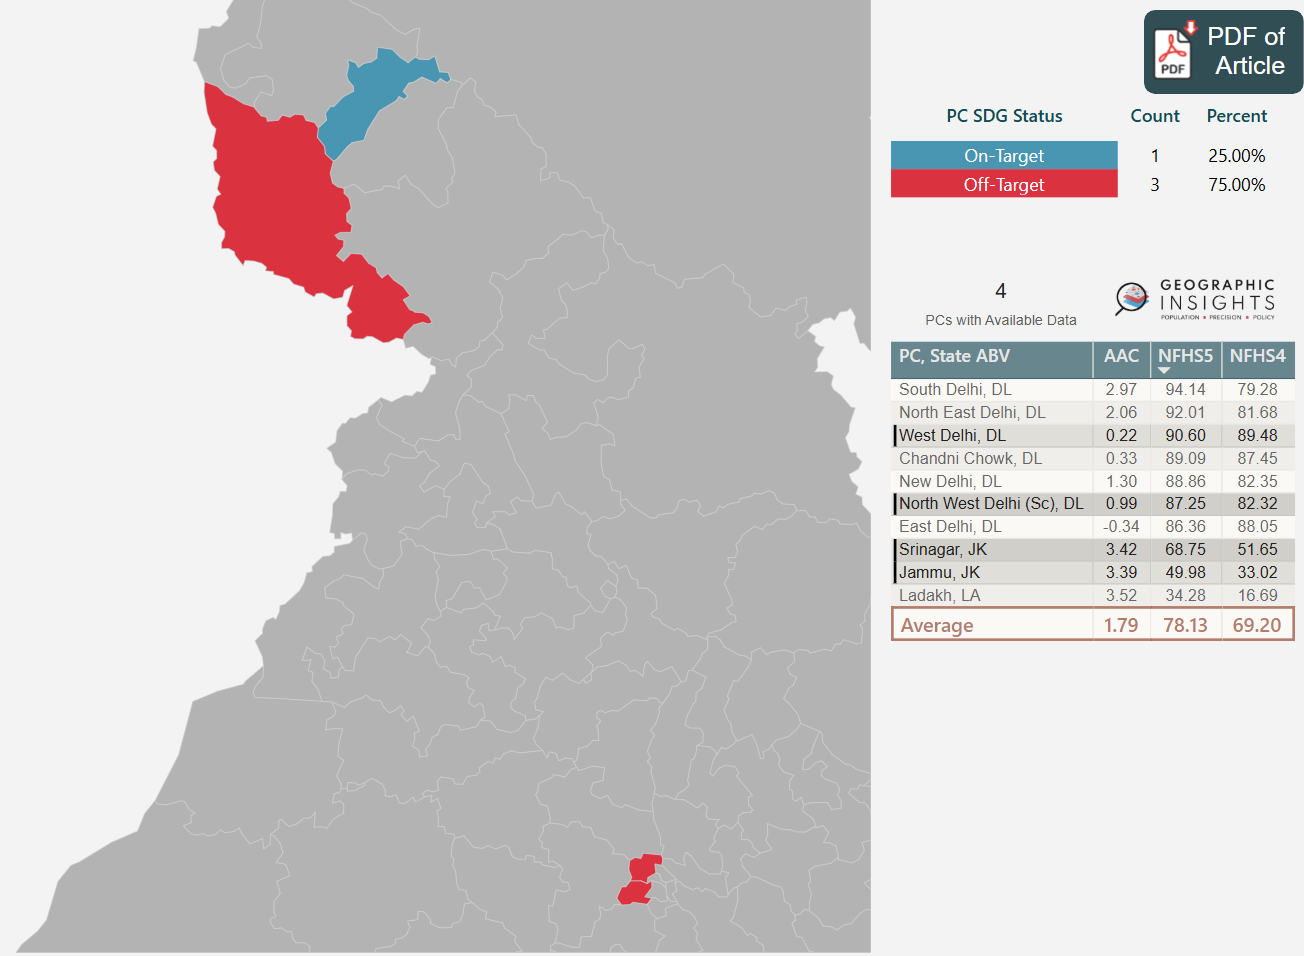 PDF of
Article
PDF
PC SDG Status Count Percent
On-Target 1 25.00%
Off-Target 3 75.00%
4
PCs with Available Data
GEOGRAPHIC
INSIGHTS
POPULATION • PRECISION • POLICY
PC, State ABV AAC NFHS5 NFHS4
South Delhi, DL 2.97 94.14 79.28
North East Delhi, DL 2.06 92.01 81.68
West Delhi, DL 0.22 90.60 89.48
Chandni Chowk, DL 0.33 89.09 87.45
New Delhi, DL 1.30 88.86 82.35
North West Delhi (Sc), DL 0.99 87.25 82.32
East Delhi, DL -0.34 86.36 88.05
Srinagar, JK 3.42 68.75 51.65
Jammu, JK 3.39 49.98 33.02
Ladakh, LA 3.52 34.28 16.69
Average 1.79 78.13 69.20